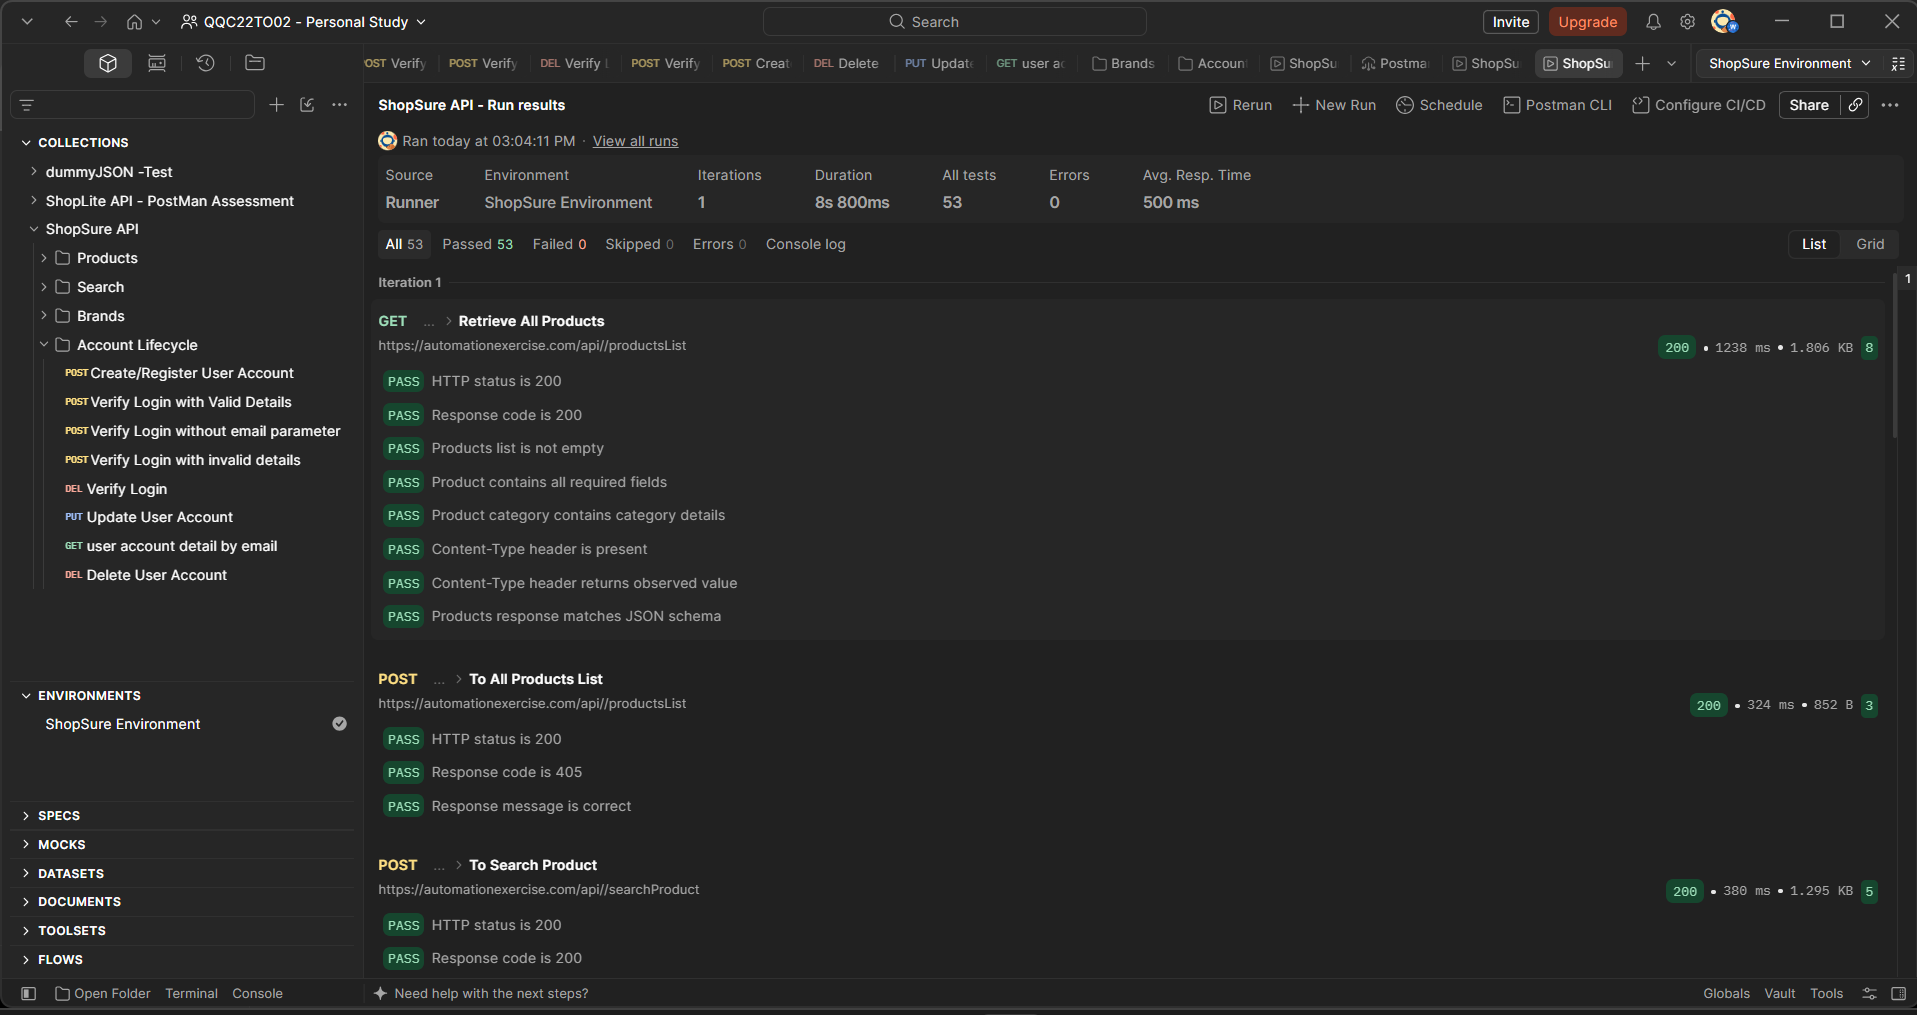 QQC22TO02 - Personal Study
Search
Invite
Upgrade
POST Verify
POST Verify
DEL Verify L
POST Verify
POST Creat
DEL Delete
PUT Update
GET user ac
Brands
Account
ShopSu
Postma
ShopSu
ShopSu
ShopSure Environment
COLLECTIONS
dummyJSON -Test
ShopLite API - PostMan Assessment
ShopSure API
Products
Search
Brands
Account Lifecycle
POST Create/Register User Account
POST Verify Login with Valid Details
POST Verify Login without email parameter
POST Verify Login with invalid details
DEL Verify Login
PUT Update User Account
GET user account detail by email
DEL Delete User Account
ENVIRONMENTS
ShopSure Environment
SPECS
MOCKS
DATASETS
DOCUMENTS
TOOLSETS
FLOWS
ShopSure API - Run results
Rerun
New Run
Schedule
Postman CLI
Configure CI/CD
Share
Ran today at 03:04:11 PM · View all runs
Source Environment Iterations Duration All tests Errors Avg. Resp. Time
Runner ShopSure Environment 1 8s 800ms 53 0 500 ms
All 53 Passed 53 Failed 0 Skipped 0 Errors 0 Console log
List Grid
Iteration 1
1
GET ... > Retrieve All Products
https://automationexercise.com/api//productsList
200 • 1238 ms • 1.806 KB 8
PASS HTTP status is 200
PASS Response code is 200
PASS Products list is not empty
PASS Product contains all required fields
PASS Product category contains category details
PASS Content-Type header is present
PASS Content-Type header returns observed value
PASS Products response matches JSON schema
POST ... > To All Products List
https://automationexercise.com/api//productsList
200 • 324 ms • 852 B 3
PASS HTTP status is 200
PASS Response code is 405
PASS Response message is correct
POST ... > To Search Product
https://automationexercise.com/api//searchProduct
200 • 380 ms • 1.295 KB 5
PASS HTTP status is 200
PASS Response code is 200
Open Folder Terminal Console
Need help with the next steps?
Globals Vault Tools